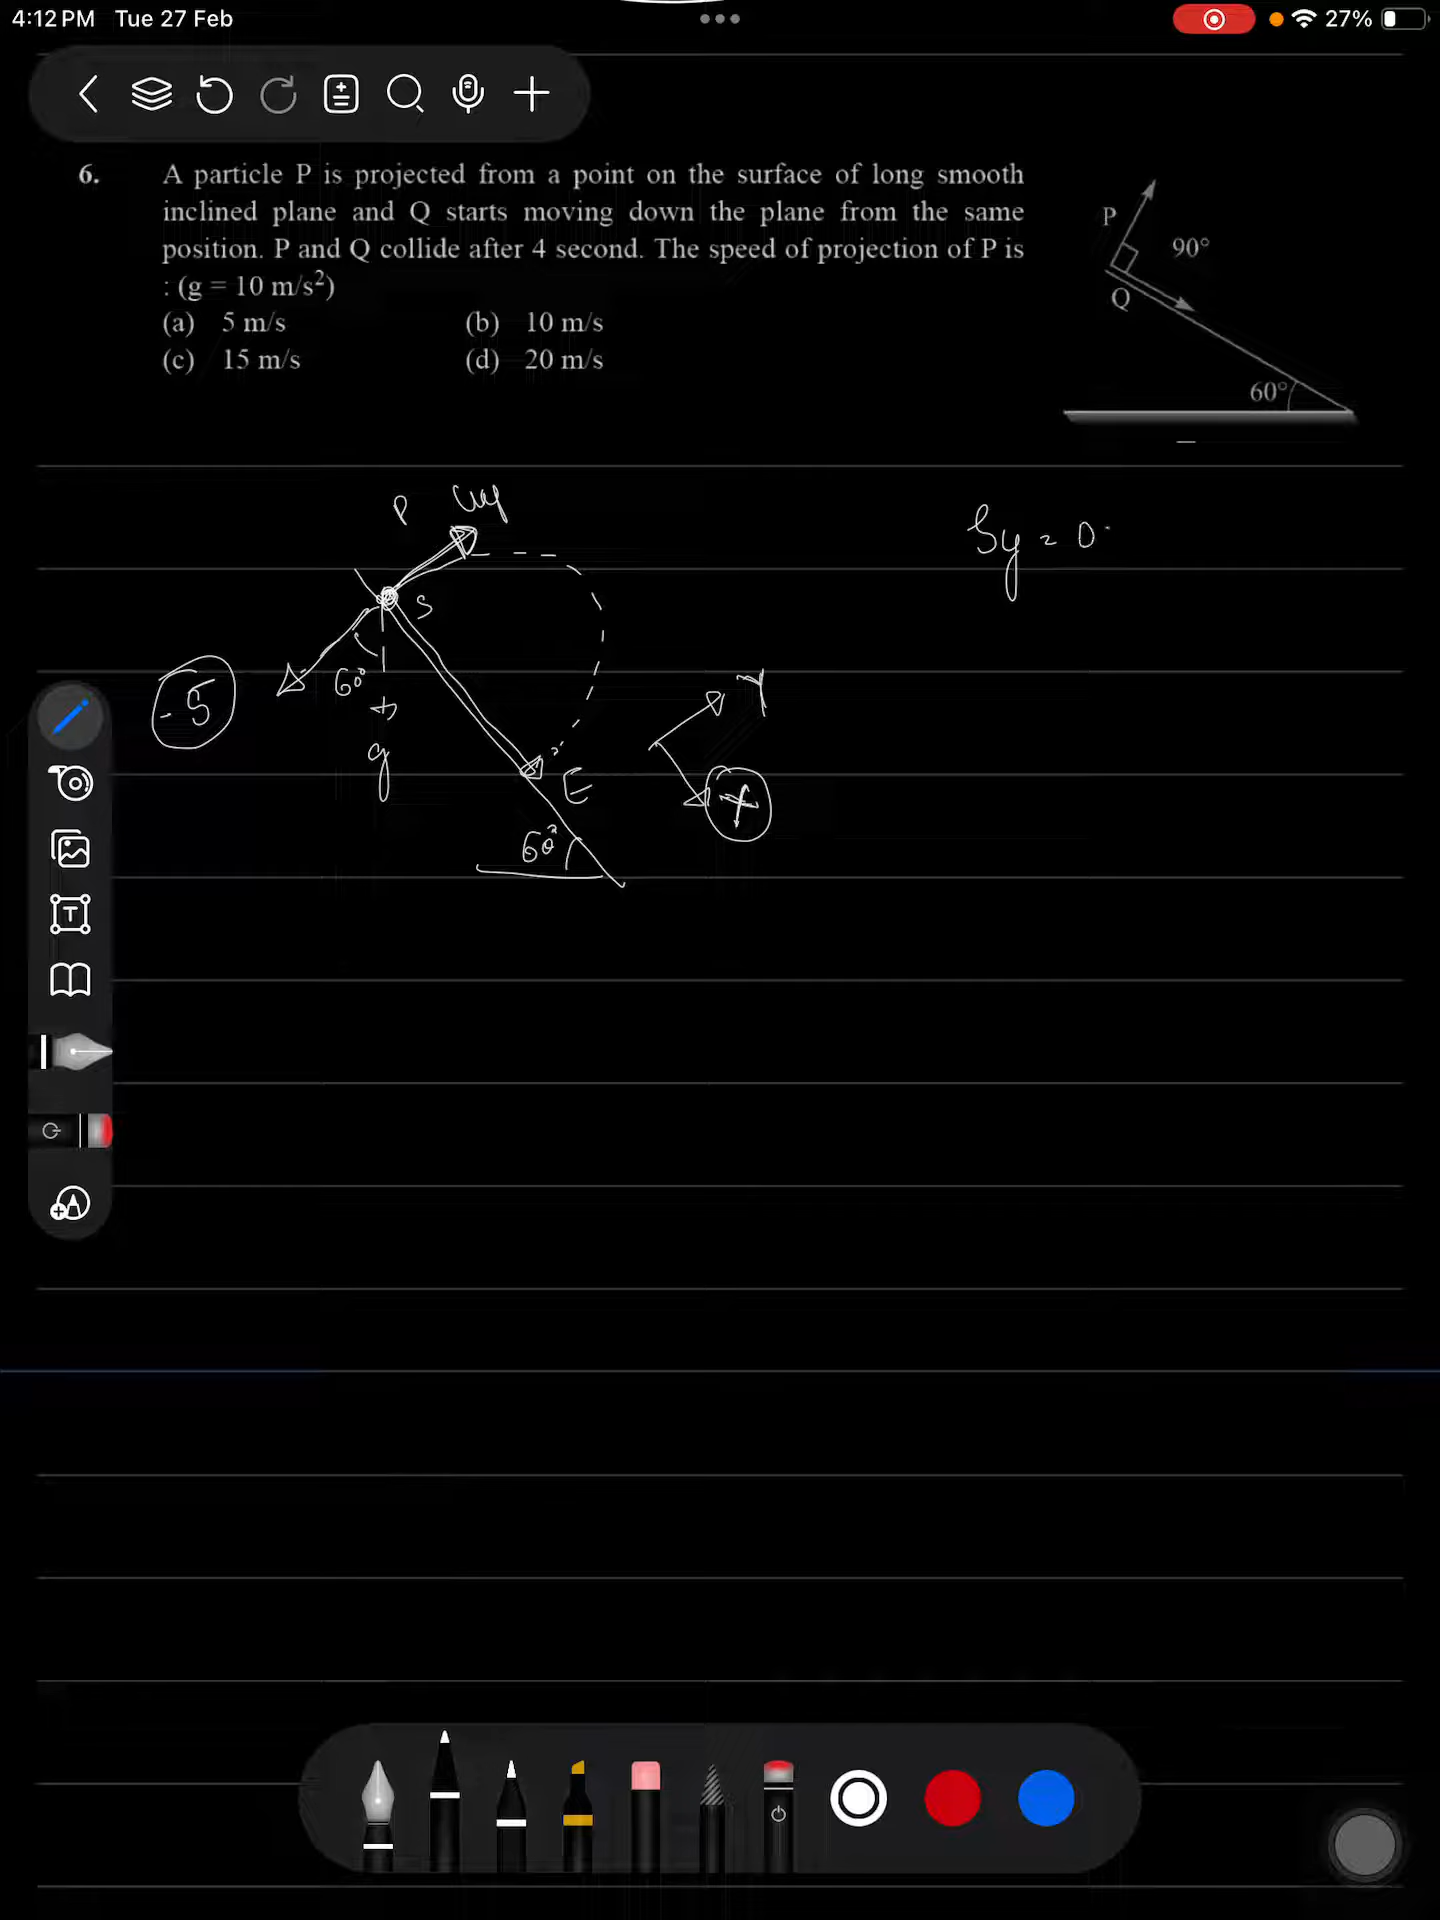 4:12 PM Tue 27 Feb
27%
6. A particle P is projected from a point on the surface of long smooth
inclined plane and Q starts moving down the plane from the same
position. P and Q collide after 4 second. The speed of projection of P is
: (g = 10 m/s²)
(a) 5 m/s (b) 10 m/s
(c) 15 m/s (d) 20 m/s
P
90°
Q
60°
P uy
Sy = 0
S
-5
60°
g
Y
E
60°
T